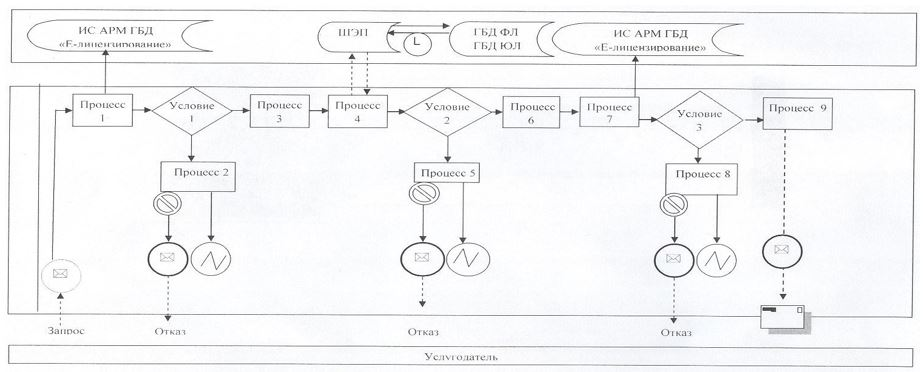 ИС АРМ ГБД
«Е-лицензирование»
ШЭП
L
ГБД ФЛ
ГБД ЮЛ
ИС АРМ ГБД
«Е-лицензирование»
Процесс
1
Условие
1
Процесс
3
Процесс
4
Условие
2
Процесс
6
Процесс
7
Условие
3
Процесс 9
Процесс 2
Процесс 5
Процесс 8
Запрос
Отказ
Отказ
Отказ
Услугодатель